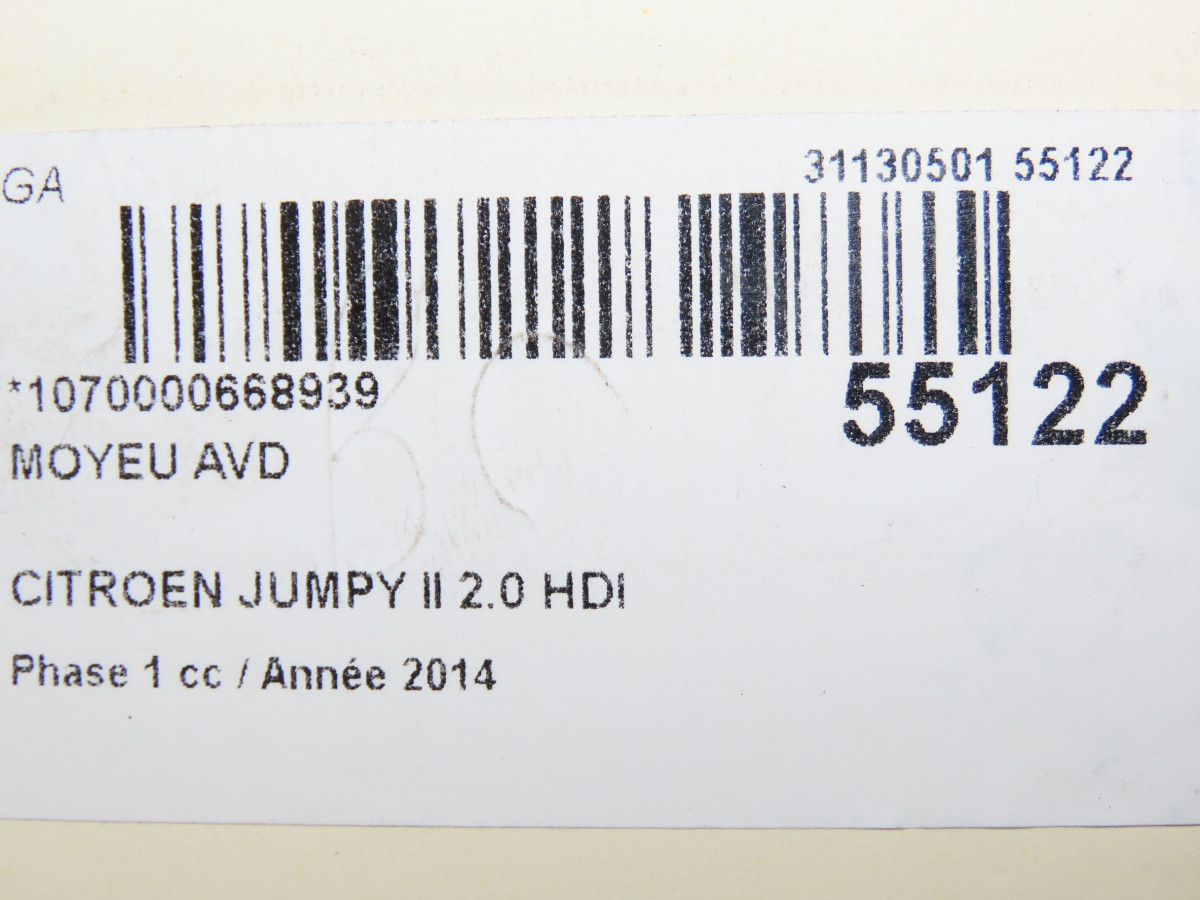 GA
31130501 55122
*1070000668939
55122
MOYEU AVD
CITROEN JUMPY II 2.0 HDI
Phase 1 cc / Année 2014